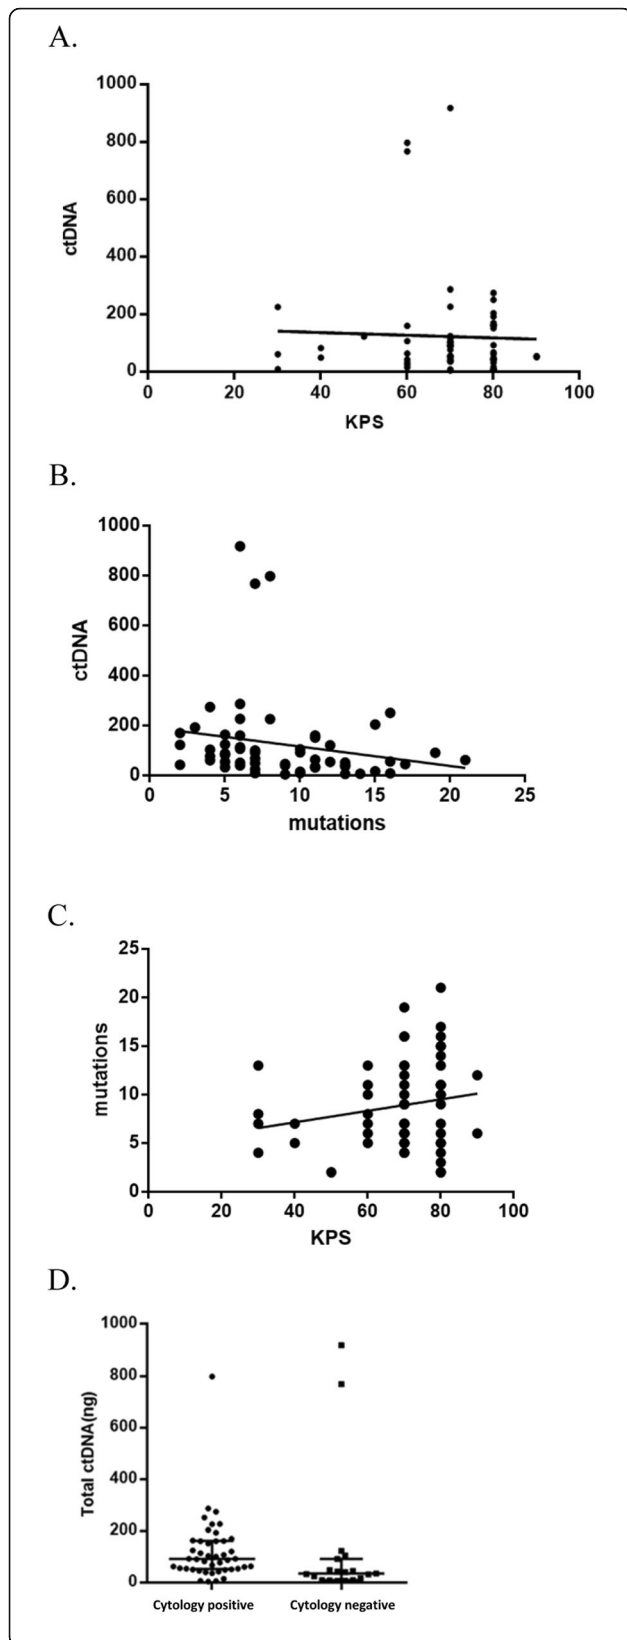 A.
1000
800
600
400
200
0
ctDNA
0 20 40 60 80 100
KPS
B.
1000
800
600
400
200
0
ctDNA
0 5 10 15 20 25
mutations
C.
25
20
15
10
5
0
mutations
0 20 40 60 80 100
KPS
D.
1000
800
600
400
200
0
Total ctDNA(ng)
Cytology positive Cytology negative